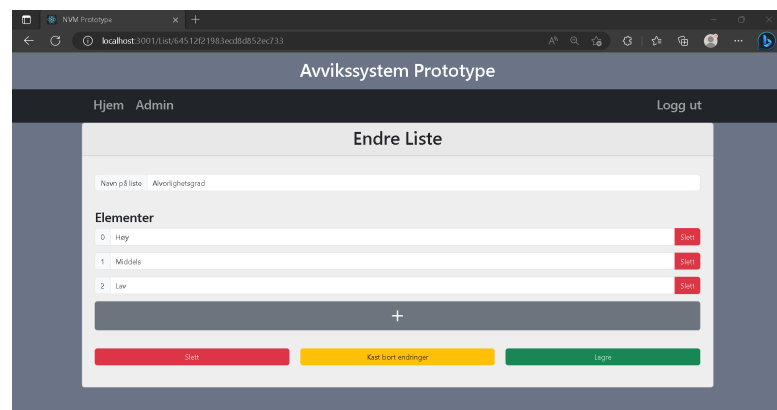 NVM Prototype
localhost:3001/List/64512f21983ecd8d852ec733
Avvikssystem Prototype
Hjem Admin Logg ut
Endre Liste
Navn på liste Alvorlighetsgrad
Elementer
0 Høy Slett
1 Middels Slett
2 Lav Slett
+
Slett Kast bort endringer Lagre